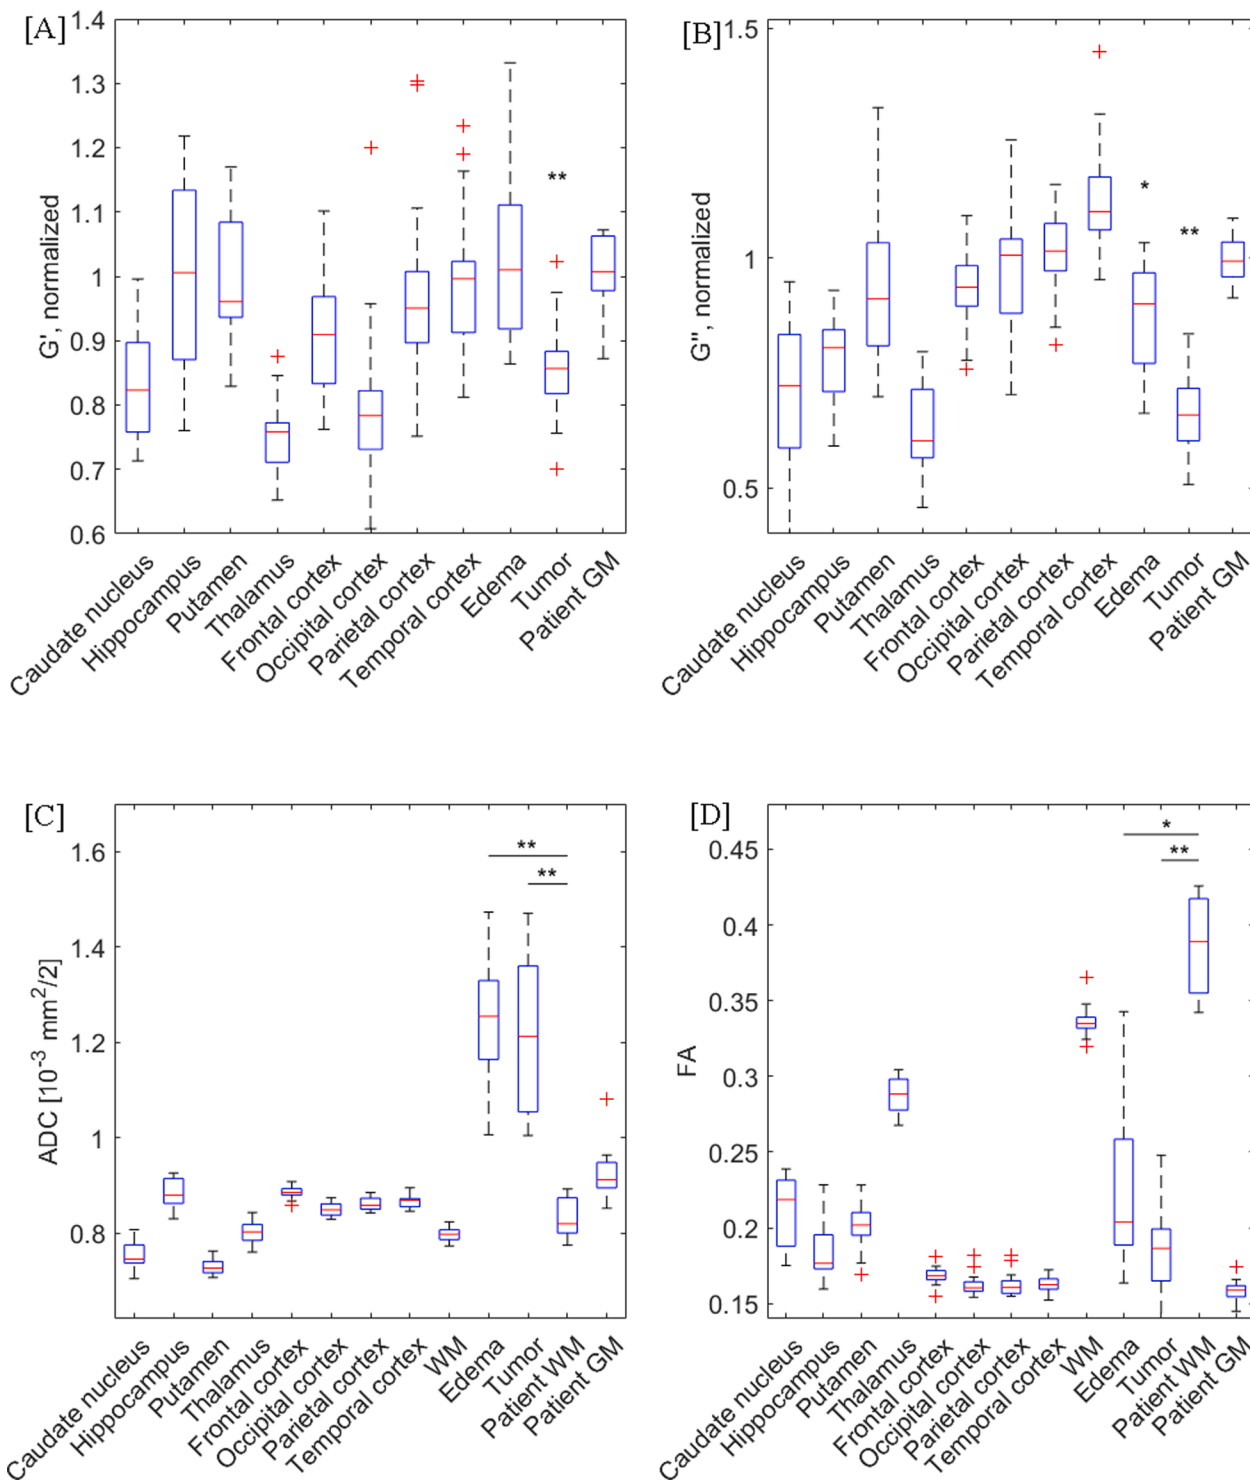 [A]
1.4
1.3
1.2
1.1
1
0.9
0.8
0.7
0.6
G', normalized
**
Caudate nucleus
Hippocampus
Putamen
Thalamus
Frontal cortex
Occipital cortex
Parietal cortex
Temporal cortex
Edema
Tumor
Patient GM
[B]
1.5
1
0.5
G", normalized
*
**
Caudate nucleus
Hippocampus
Putamen
Thalamus
Frontal cortex
Occipital cortex
Parietal cortex
Temporal cortex
Edema
Tumor
Patient GM
[C]
1.6
1.4
1.2
1
0.8
ADC [10⁻³ mm²/2]
**
**
Caudate nucleus
Hippocampus
Putamen
Thalamus
Frontal cortex
Occipital cortex
Parietal cortex
Temporal cortex
WM
Edema
Tumor
Patient WM
Patient GM
[D]
0.45
0.4
0.35
0.3
0.25
0.2
0.15
FA
*
**
Caudate nucleus
Hippocampus
Putamen
Thalamus
Frontal cortex
Occipital cortex
Parietal cortex
Temporal cortex
WM
Edema
Tumor
Patient WM
Patient GM